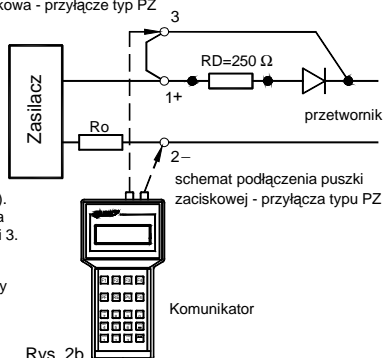 kowa - przyłącze typ PZ
3
RD=250 Ω
1+
przetwornik
Zasilacz
Ro
2–
schemat podłączenia puszki
zaciskowej - przyłącza typu PZ
).
a
i 3.
y
Komunikator
Rys. 2b